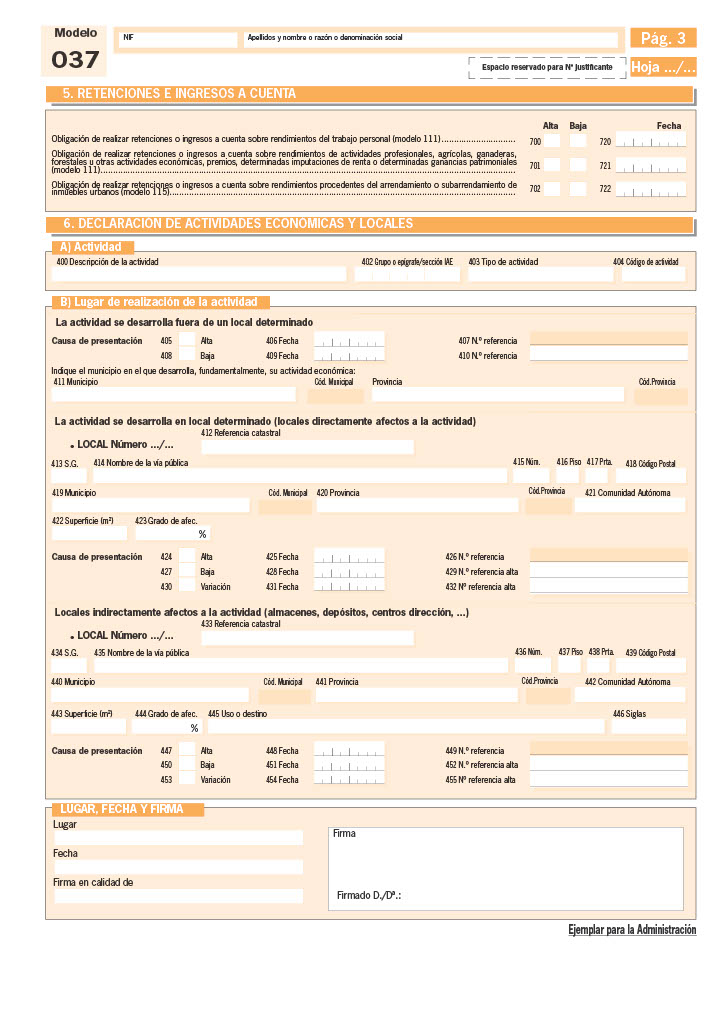 Modelo
037
NIF
Apellidos y nombre o razón o denominación social
Pág. 3
Espacio reservado para Nº justificante
Hoja .../...
5. RETENCIONES E INGRESOS A CUENTA
Alta Baja Fecha
Obligación de realizar retenciones o ingresos a cuenta sobre rendimientos del trabajo personal (modelo 111).............................. 700 720
Obligación de realizar retenciones o ingresos a cuenta sobre rendimientos de actividades profesionales, agrícolas, ganaderas,
forestales u otras actividades económicas, premios, determinadas imputaciones de renta o determinadas ganancias patrimoniales
(modelo 111)................................................................ 701 721
Obligación de realizar retenciones o ingresos a cuenta sobre rendimientos procedentes del arrendamiento o subarrendamiento de
inmuebles urbanos (modelo 115)................................................................ 702 722
6. DECLARACIÓN DE ACTIVIDADES ECONÓMICAS Y LOCALES
A) Actividad
400 Descripción de la actividad 402 Grupo o epígrafe/sección IAE 403 Tipo de actividad 404 Código de actividad
B) Lugar de realización de la actividad
La actividad se desarrolla fuera de un local determinado
Causa de presentación 405 Alta 406 Fecha 407 N.º referencia
408 Baja 409 Fecha 410 N.º referencia
Indique el municipio en el que desarrolla, fundamentalmente, su actividad económica:
411 Municipio Cód. Municipal Provincia Cód.Provincia
La actividad se desarrolla en local determinado (locales directamente afectos a la actividad)
412 Referencia catastral
. LOCAL Número .../...
413 S.G. 414 Nombre de la vía pública 415 Núm. 416 Piso 417 Prta. 418 Código Postal
419 Municipio Cód. Municipal 420 Provincia Cód.Provincia 421 Comunidad Autónoma
422 Superficie (m²) 423 Grado de afec.
%
Causa de presentación 424 Alta 425 Fecha 426 N.º referencia
427 Baja 428 Fecha 429 N.º referencia alta
430 Variación 431 Fecha 432 Nº referencia alta
Locales indirectamente afectos a la actividad (almacenes, depósitos, centros dirección, ...)
433 Referencia catastral
. LOCAL Número .../...
434 S.G. 435 Nombre de la vía pública 436 Núm. 437 Piso 438 Prta. 439 Código Postal
440 Municipio Cód. Municipal 441 Provincia Cód.Provincia 442 Comunidad Autónoma
443 Superficie (m²) 444 Grado de afec. 445 Uso o destino 446 Siglas
%
Causa de presentación 447 Alta 448 Fecha 449 N.º referencia
450 Baja 451 Fecha 452 N.º referencia alta
453 Variación 454 Fecha 455 Nº referencia alta
LUGAR, FECHA Y FIRMA
Lugar
Firma
Fecha
Firma en calidad de
Firmado D./Dª.:
Ejemplar para la Administración